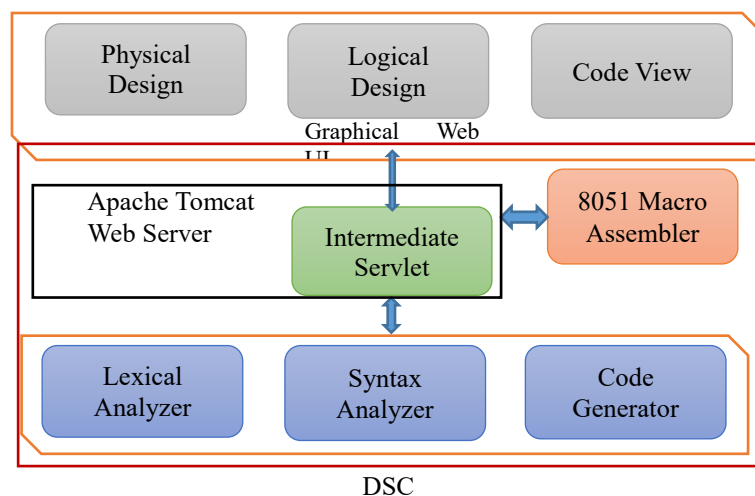 Physical
Design
Logical
Design
Code View
Graphical Web
UI
Apache Tomcat
Web Server
Intermediate
Servlet
8051 Macro
Assembler
Lexical
Analyzer
Syntax
Analyzer
Code
Generator
DSC